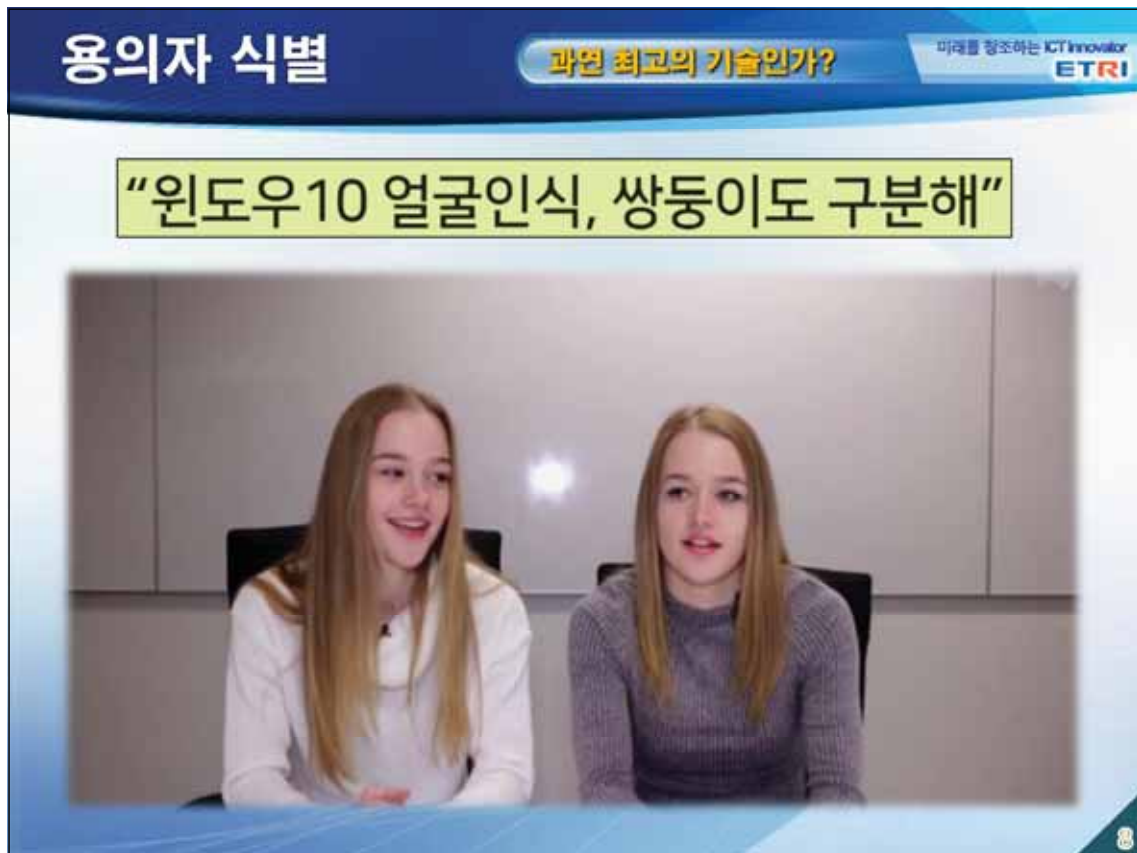 용의자 식별
과연 최고의 기술인가?
미래를 창조하는 ICT Innovator
ETRI
“윈도우10 얼굴인식, 쌍둥이도 구분해”
8